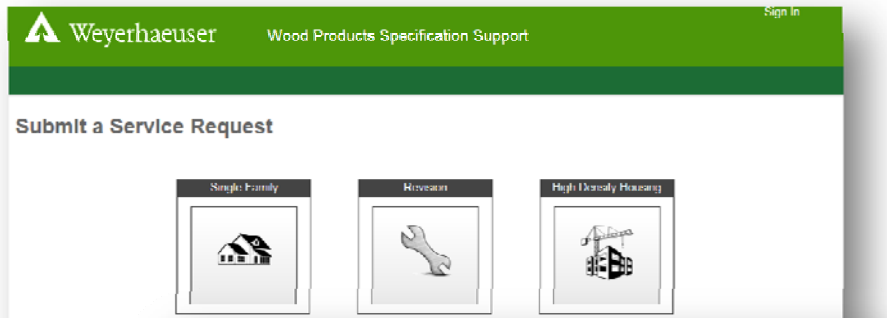 Sign In
Weyerhaeuser Wood Products Specification Support
Submit a Service Request
Single Family Revision High Density Housing